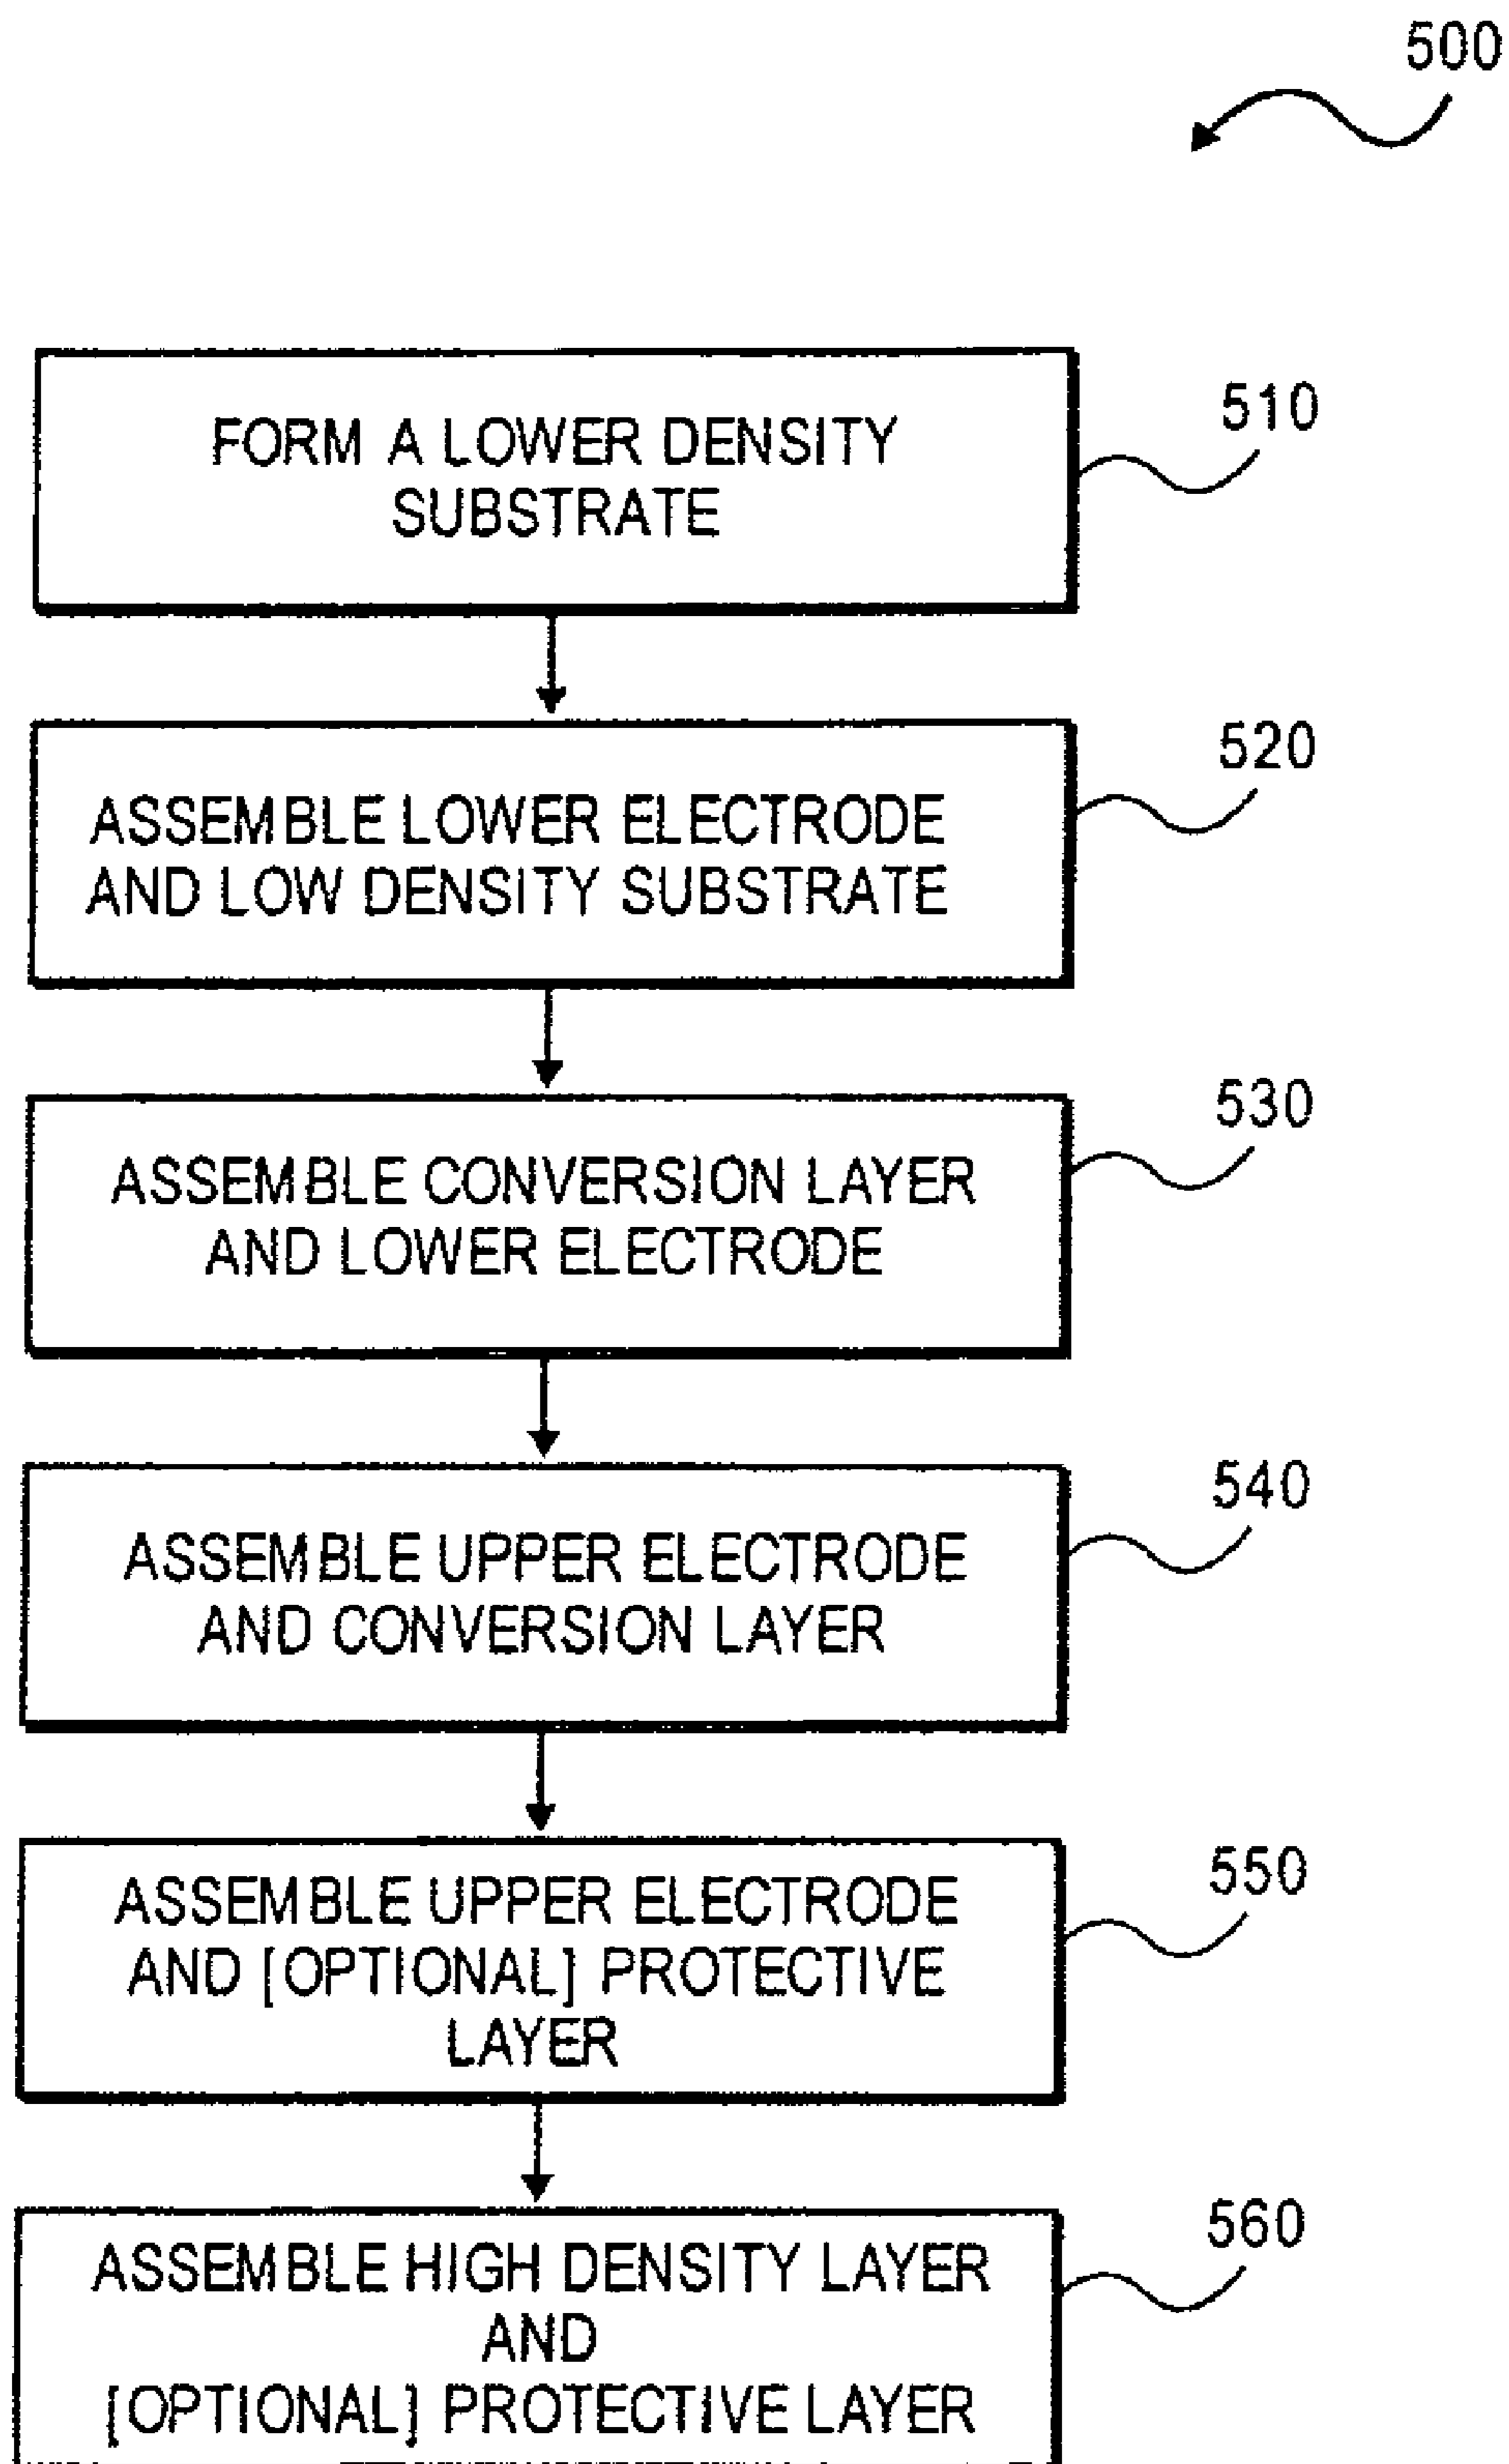 500
FORM A LOWER DENSITY
SUBSTRATE
510
ASSEMBLE LOWER ELECTRODE
AND LOW DENSITY SUBSTRATE
520
ASSEMBLE CONVERSION LAYER
AND LOWER ELECTRODE
530
ASSEMBLE UPPER ELECTRODE
AND CONVERSION LAYER
540
ASSEMBLE UPPER ELECTRODE
AND [OPTIONAL] PROTECTIVE
LAYER
550
ASSEMBLE HIGH DENSITY LAYER
AND
[OPTIONAL] PROTECTIVE LAYER
560